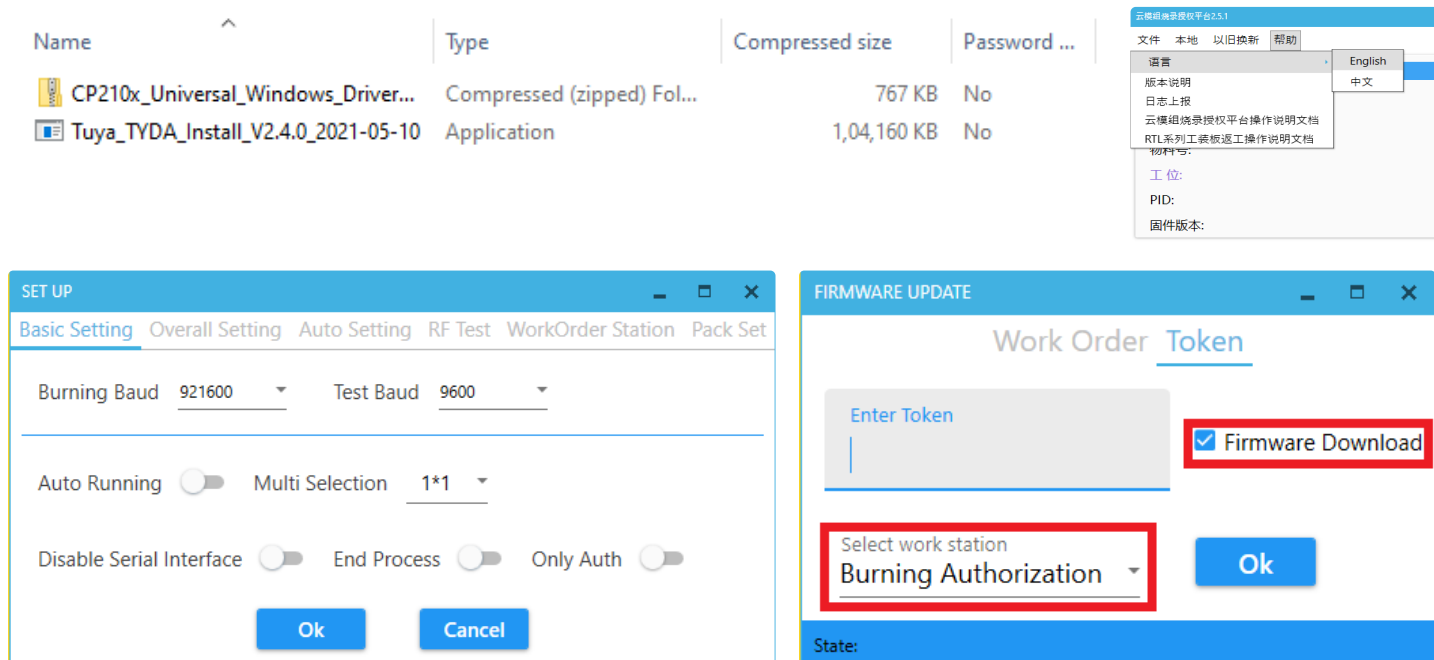 Name Type Compressed size Password ...
CP210x_Universal_Windows_Driver... Compressed (zipped) Fol... 767 KB No
Tuya_TYDA_Install_V2.4.0_2021-05-10 Application 1,04,160 KB No
云模组烧录授权平台2.5.1
文件 本地 以旧换新 帮助
语言 English
版本说明 中文
日志上报
云模组烧录授权平台操作说明文档
RTL系列工装板返工操作说明文档
物料号:
工 位:
PID:
固件版本:
SET UP
Basic Setting Overall Setting Auto Setting RF Test WorkOrder Station Pack Set
Burning Baud 921600 Test Baud 9600
Auto Running Multi Selection 1*1
Disable Serial Interface End Process Only Auth
Ok Cancel
FIRMWARE UPDATE
Work Order Token
Enter Token
Firmware Download
Select work station
Burning Authorization
Ok
State: